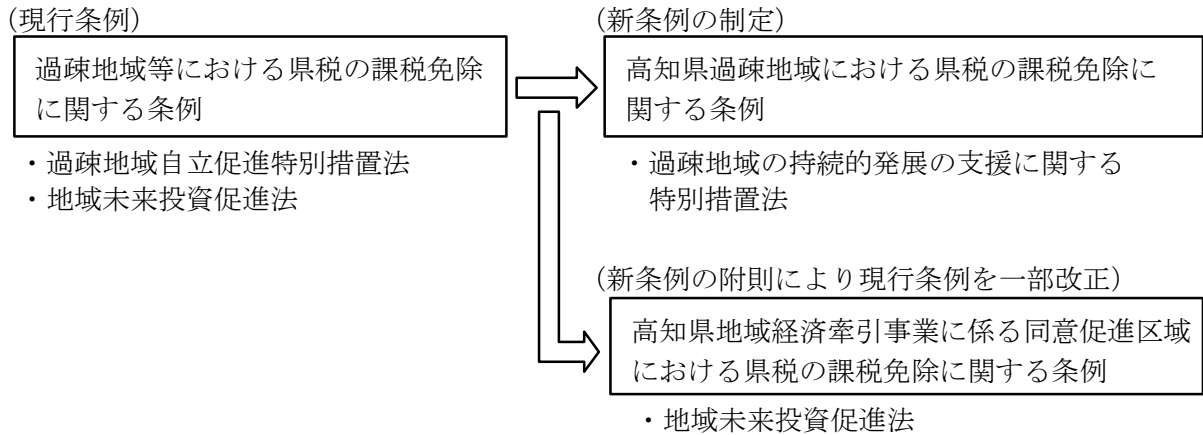 (現行条例)
過疎地域等における県税の課税免除
に関する条例
・過疎地域自立促進特別措置法
・地域未来投資促進法
(新条例の制定)
高知県過疎地域における県税の課税免除に
関する条例
・過疎地域の持続的発展の支援に関する
特別措置法
(新条例の附則により現行条例を一部改正)
高知県地域経済牽引事業に係る同意促進区域
における県税の課税免除に関する条例
・地域未来投資促進法